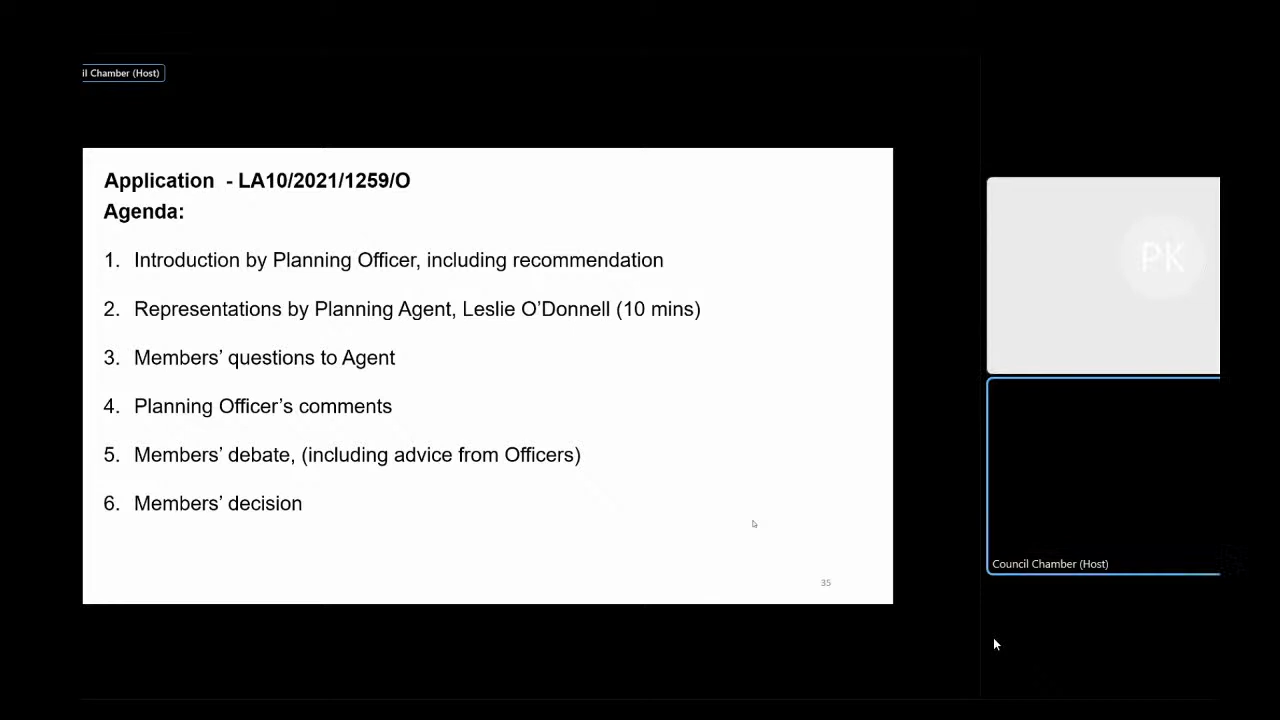 il Chamber (Host)
Application - LA10/2021/1259/O
Agenda:
1. Introduction by Planning Officer, including recommendation
2. Representations by Planning Agent, Leslie O’Donnell (10 mins)
3. Members’ questions to Agent
4. Planning Officer’s comments
5. Members’ debate, (including advice from Officers)
6. Members’ decision
35
PK
Council Chamber (Host)